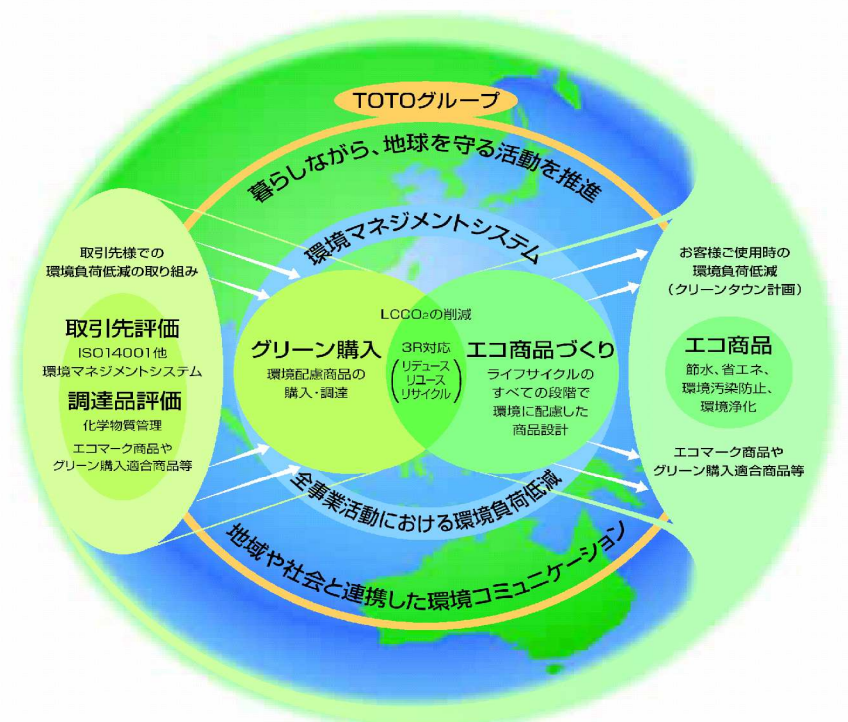 TOTOグループ
暮らしながら、地球を守る活動を推進
環境マネジメントシステム
取引先様での
環境負荷低減の取り組み
取引先評価
ISO14001他
環境マネジメントシステム
調達品評価
化学物質管理
エコマーク商品や
グリーン購入適合商品等
グリーン購入
環境配慮商品の
購入・調達
LCCO₂の削減
3R対応
(リデュース
リユース
リサイクル)
エコ商品づくり
ライフサイクルの
すべての段階で
環境に配慮した
商品設計
お客様ご使用時の
環境負荷低減
(クリーンタウン計画)
エコ商品
節水、省エネ、
環境汚染防止、
環境浄化
エコマーク商品や
グリーン購入適合商品等
全事業活動における環境負荷低減
地域や社会と連携した環境コミュニケーション